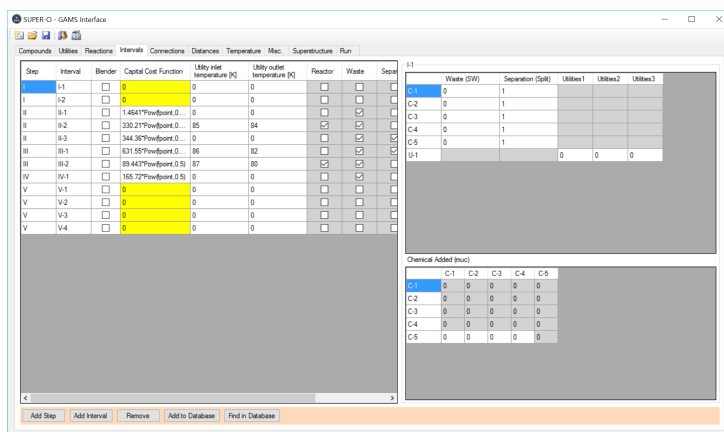 SUPER-O - GAMS Interface
Compounds Utilities Reactions Intervals Connections Distances Temperature Misc. Superstructure Run
Step Interval Blender Capital Cost Function Utility inlet temperature [K] Utility outlet temperature [K] Reactor Waste Separ
I I-1 0 0 0
I I-2 0 0 0
II II-1 1.4641*Pow(fpoint,0... 0 0
II II-2 330.21*Pow(fpoint,0... 85 84
II II-3 344.36*Pow(fpoint,0... 0 0
III III-1 631.55*Pow(fpoint,0... 86 82
III III-2 89.443*Pow(fpoint,0.5) 87 80
IV IV-1 165.72*Pow(fpoint,0.5) 0 0
V V-1 0 0 0
V V-2 0 0 0
V V-3 0 0 0
V V-4 0 0 0
Add Step Add Interval Remove Add to Database Find in Database
I-1
Waste (SW) Separation (Split) Utilities1 Utilities2 Utilities3
C-1 0 1
C-2 0 1
C-3 0 1
C-4 0 1
C-5 0 1
U-1 0 0 0
Chemical Added (muc)
C-1 C-2 C-3 C-4 C-5
C-1 0 0 0 0 0
C-2 0 0 0 0 0
C-3 0 0 0 0 0
C-4 0 0 0 0 0
C-5 0 0 0 0 0